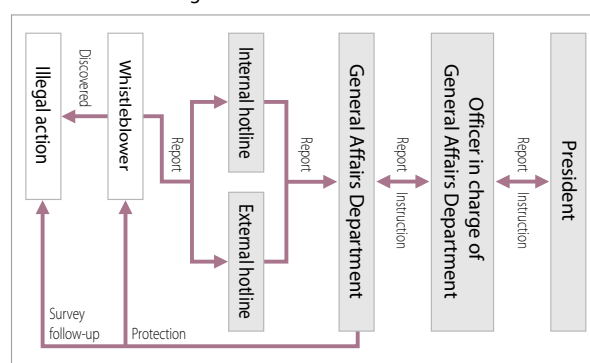 President
Report
Instruction
Officer in charge of
General Affairs Department
Report
Instruction
General Affairs Department
Report
Internal hotline
External hotline
Report
Whistleblower
Discovered
Illegal action
Survey
follow-up
Protection